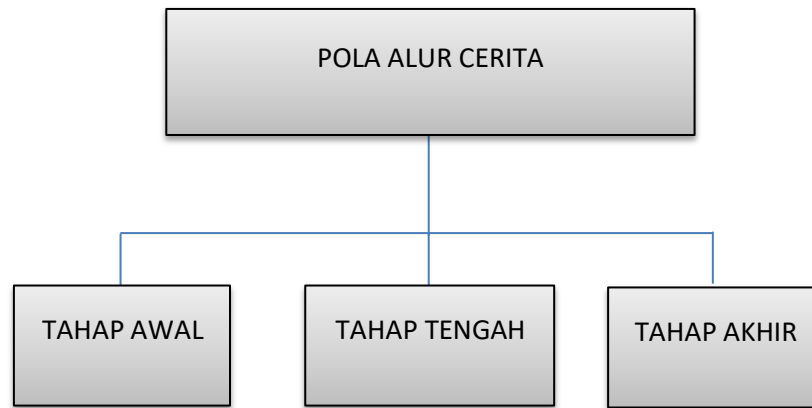 POLA ALUR CERITA
TAHAP AWAL
TAHAP TENGAH
TAHAP AKHIR